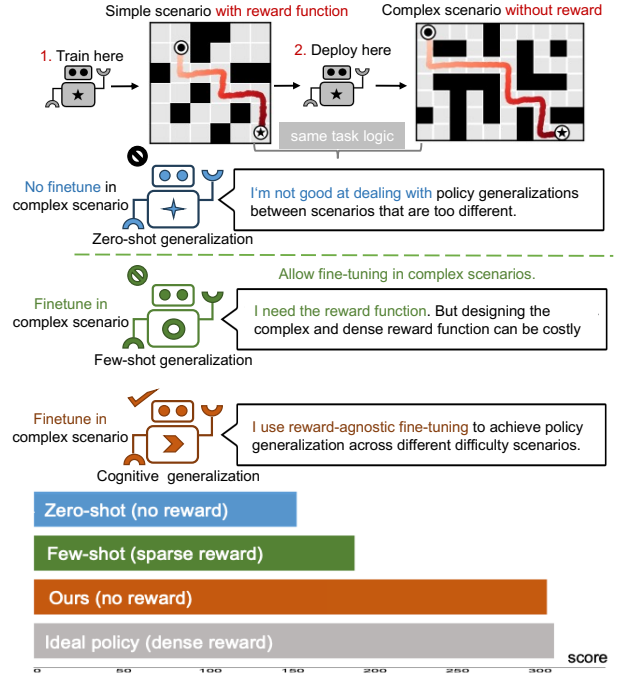 Simple scenario with reward function
Complex scenario without reward
1. Train here
2. Deploy here
same task logic
No finetune in
complex scenario
I'm not good at dealing with policy generalizations
between scenarios that are too different.
Zero-shot generalization
Allow fine-tuning in complex scenarios.
Finetune in
complex scenario
I need the reward function. But designing the
complex and dense reward function can be costly
Few-shot generalization
Finetune in
complex scenario
I use reward-agnostic fine-tuning to achieve policy
generalization across different difficulty scenarios.
Cognitive generalization
Zero-shot (no reward)
Few-shot (sparse reward)
Ours (no reward)
Ideal policy (dense reward)
score
0 50 100 150 200 250 300